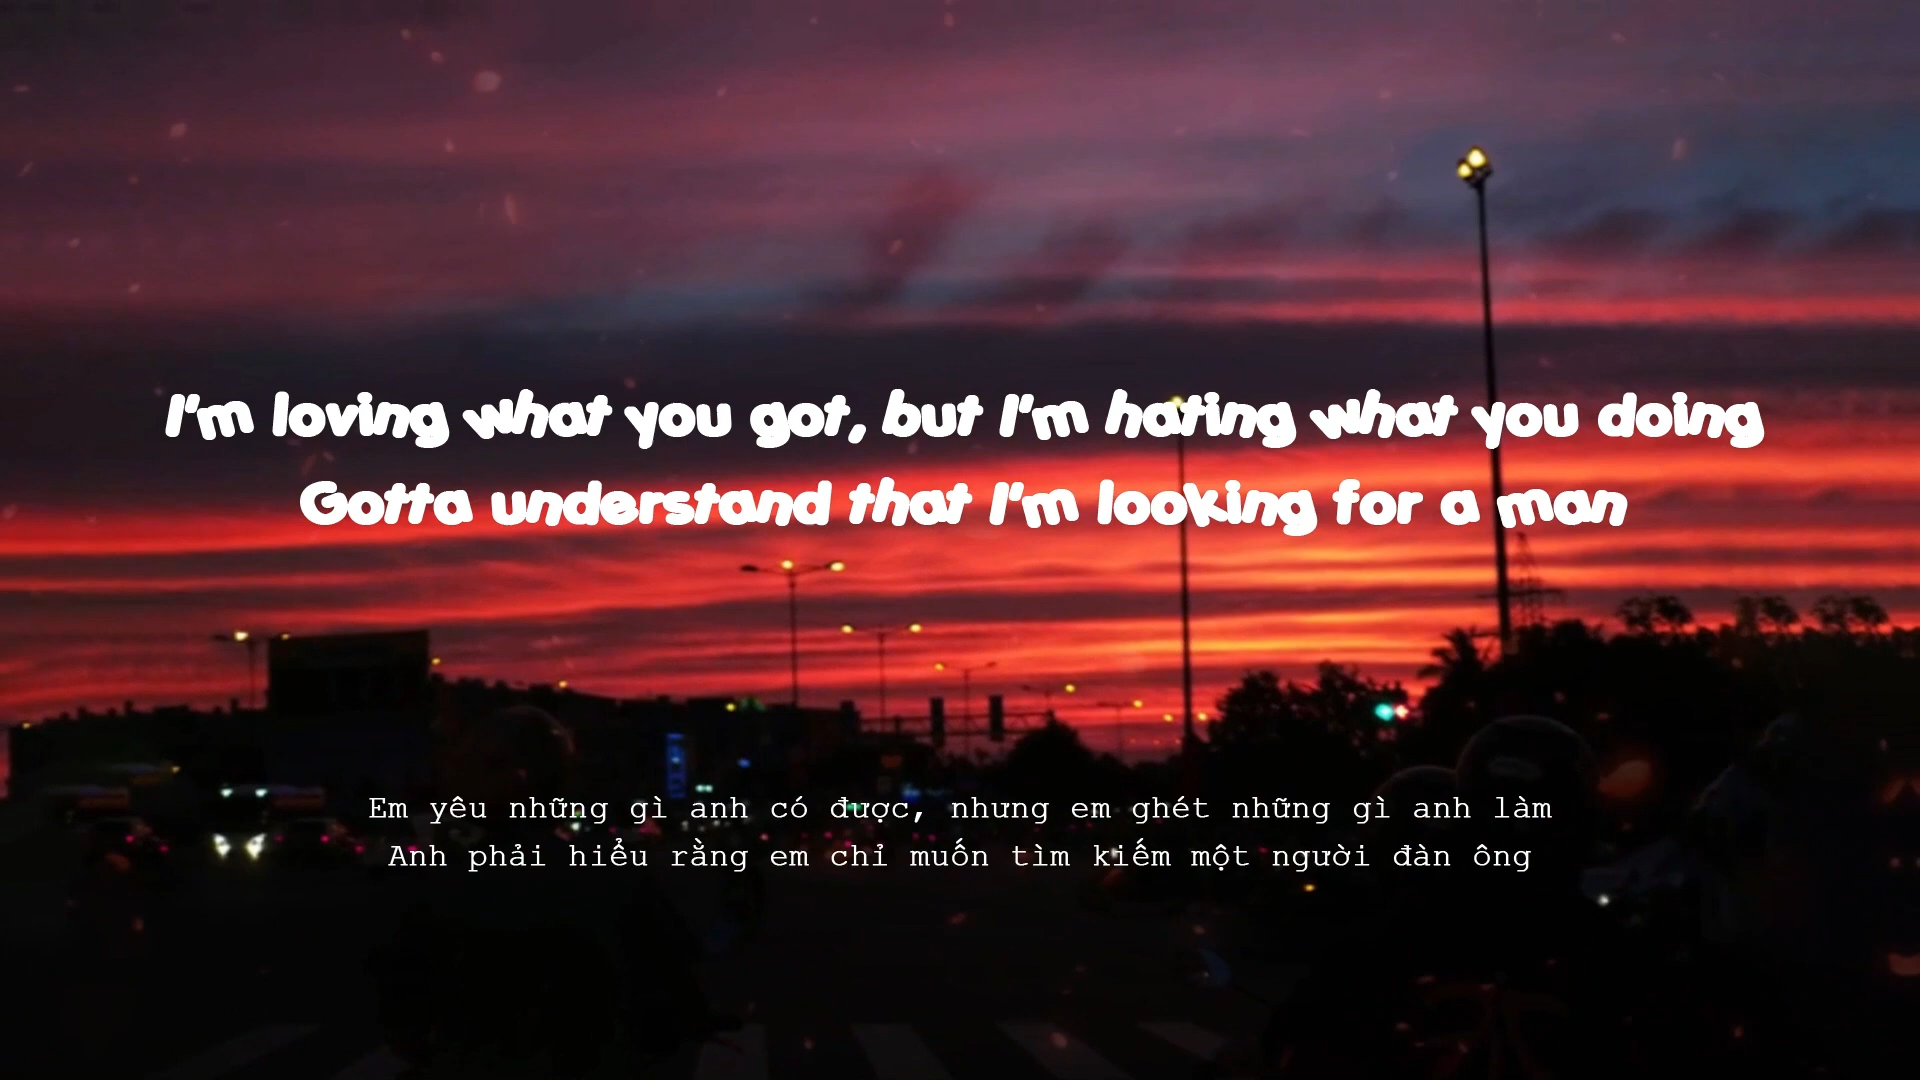 I'm loving what you got, but I'm hating what you doing
Gotta understand that I'm looking for a man
Em yêu những gì anh có được, nhưng em ghét những gì anh làm
Anh phải hiểu rằng em chỉ muốn tìm kiếm một người đàn ông